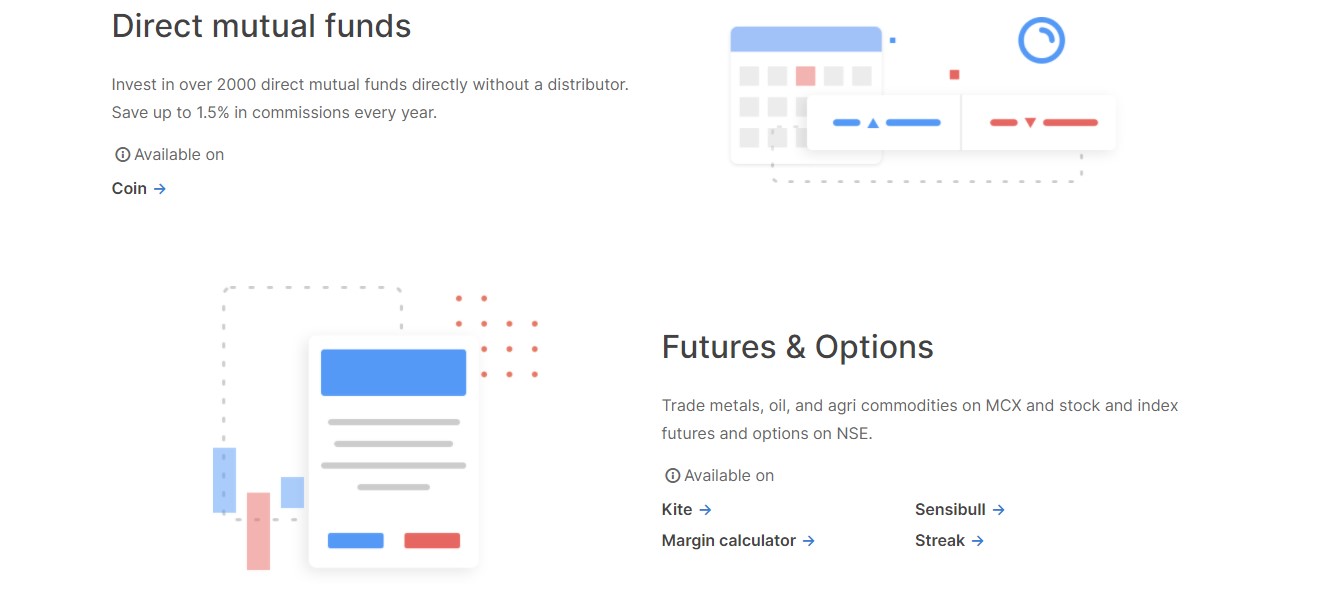 Direct mutual funds
Invest in over 2000 direct mutual funds directly without a distributor.
Save up to 1.5% in commissions every year.
Available on
Coin →
Futures & Options
Trade metals, oil, and agri commodities on MCX and stock and index
futures and options on NSE.
Available on
Kite →
Sensibull →
Margin calculator →
Streak →